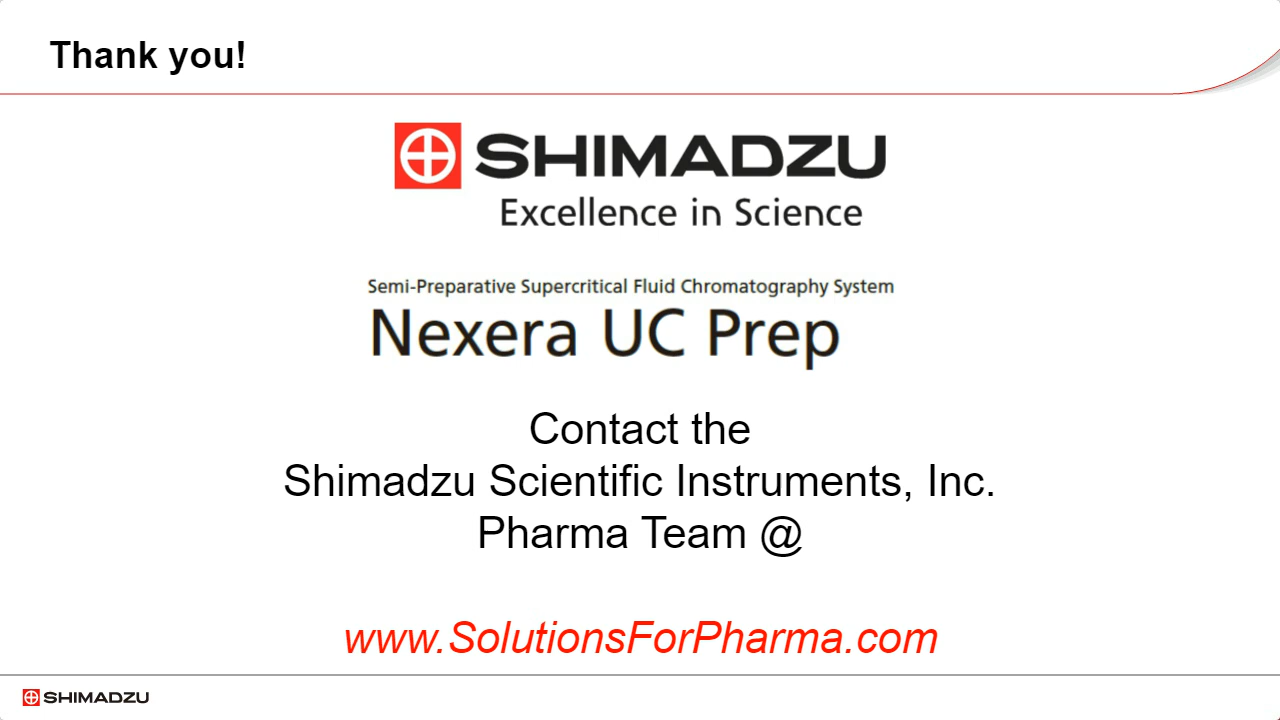 Thank you!
SHIMADZU
Excellence in Science
Semi-Preparative Supercritical Fluid Chromatography System
Nexera UC Prep
Contact the
Shimadzu Scientific Instruments, Inc.
Pharma Team @
www.SolutionsForPharma.com
SHIMADZU